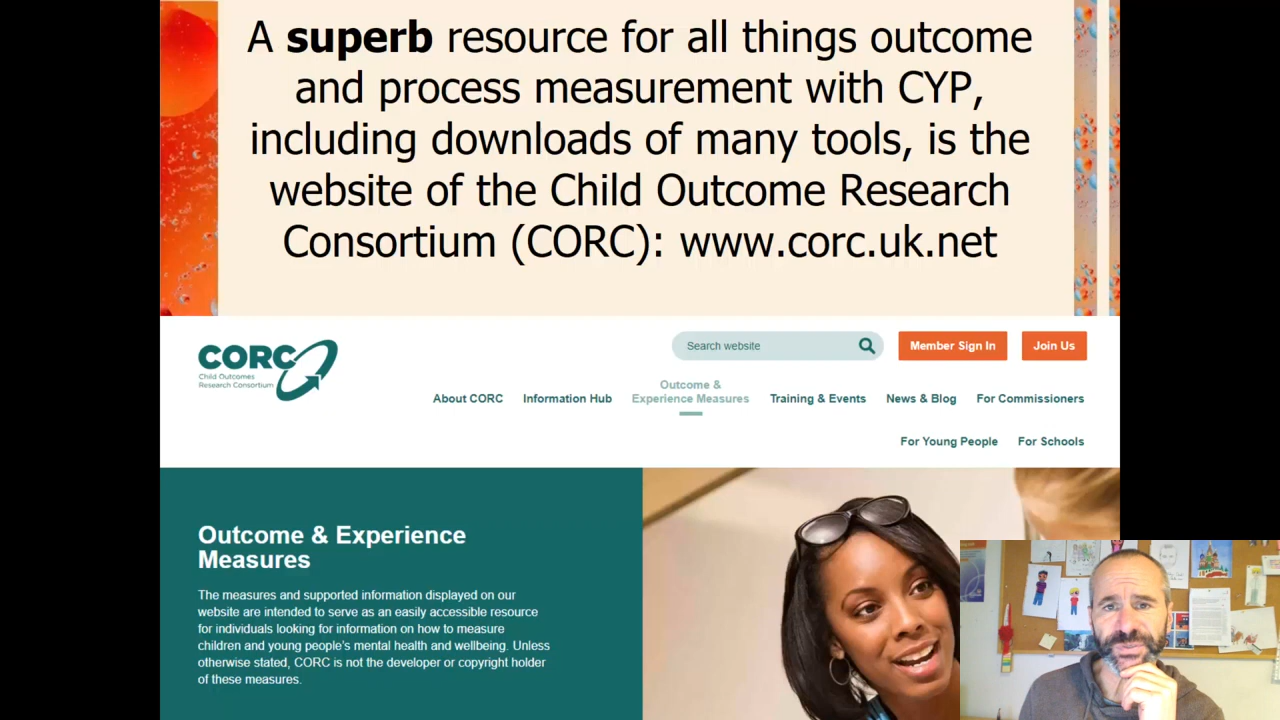 A superb resource for all things outcome
and process measurement with CYP,
including downloads of many tools, is the
website of the Child Outcome Research
Consortium (CORC): www.corc.uk.net
CORC
Child Outcomes
Research Consortium
Search website
Member Sign In
Join Us
About CORC
Information Hub
Outcome &
Experience Measures
Training & Events
News & Blog
For Commissioners
For Young People
For Schools
Outcome & Experience
Measures
The measures and supported information displayed on our
website are intended to serve as an easily accessible resource
for individuals looking for information on how to measure
children and young people's mental health and wellbeing. Unless
otherwise stated, CORC is not the developer or copyright holder
of these measures.